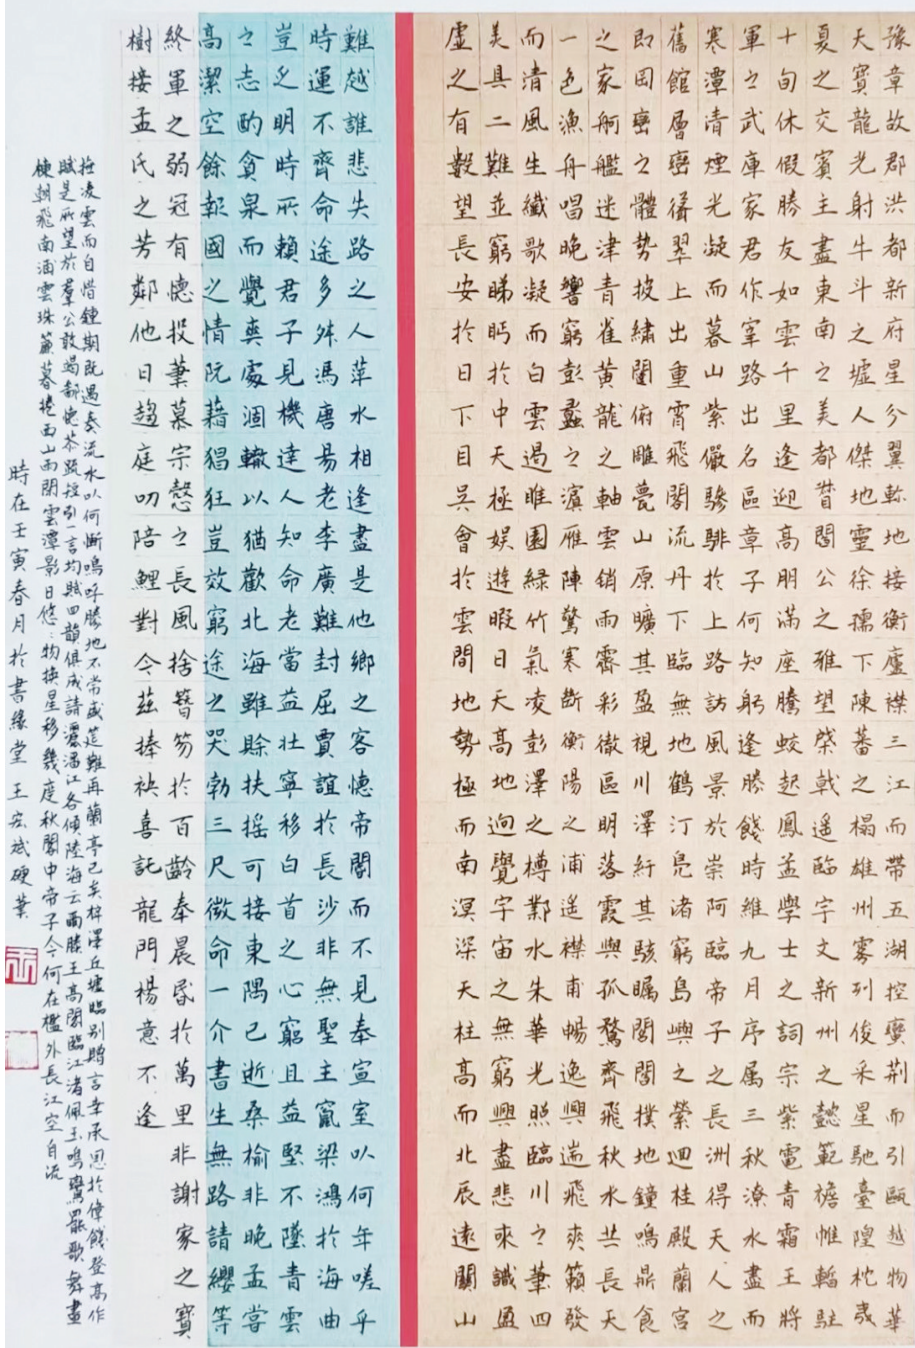 豫章故郡洪都新府星分翼軫地接衡廬襟三江而帶五湖控蠻荊而引甌越物華
天寶龍光射牛斗之墟人傑地靈徐孺下陳蕃之榻雄州霧列俊采星馳臺隍枕夷
夏之交賓主盡東南之美都督閻公之雅望棨戟遙臨宇文新州之懿範襜帷暫駐
十旬休假勝友如雲千里逢迎高朋滿座騰蛟起鳳孟學士之詞宗紫電青霜王將
軍之武庫家君作宰路出名區童子何知躬逢勝餞時維九月序属三秋潦水盡而
寒潭清煙光凝而暮山紫儼驂騑於上路訪風景於崇阿臨帝子之長洲得天人之
舊館層巒聳翠上出重霄飛閣流丹下臨無地鶴汀鳧渚窮島嶼之縈迴桂殿蘭宮
即岡巒之體勢披繡闥俯雕甍山原曠其盈視川澤紆其駭矚閭閻撲地鐘鳴鼎食
之家舸艦迷津青雀黃龍之軸雲銷雨霽彩徹區明落霞與孤鶩齊飛秋水共長天
一色漁舟唱晚響窮彭蠡之濱雁陣驚寒斷衡陽之浦遙襟甫暢逸興遄飛爽籟發
而清風生纖歌凝而白雲遏睢園綠竹氣凌彭澤之樽鄴水朱華光照臨川之筆四
美具二難並窮睇眄於中天極娛遊暇日天高地迥覺宇宙之無窮興盡悲來識盈
虛之有數望長安於日下目吳會於雲間地勢極而南溟深天柱高而北辰遠關山
難越誰悲失路之人萍水相逢盡是他鄉之客懷帝閽而不見奉宣室以何年嗟乎
時運不齊命途多舛馮唐易老李廣難封屈賈誼於長沙非無聖主竄梁鴻於海曲
豈乏明時所賴君子見機達人知命老當益壯寧移白首之心窮且益堅不墜青雲
之志酌貪泉而覺爽處涸轍以猶歡北海雖賒扶搖可接東隅已逝桑榆非晚孟嘗
高潔空餘報國之情阮藉猖狂豈效窮途之哭勃三尺微命一介書生無路請纓等
終軍之弱冠有懷投筆慕宗愨之長風捨簪笏於百齡奉晨昏於萬里非謝家之寶
樹接孟氏之芳鄰他日趨庭叨陪鯉對今茲捧袂喜託龍門楊意不逢
撫凌雲而自惜鍾期既遇奏流水以何慚嗚呼勝地不常盛筵難再蘭亭已矣梓澤丘墟臨別贈言幸承恩於偉餞登高作
賦是所望於羣公敢竭鄙懷恭疏短引一言均賦四韻俱成請灑潘江各傾陸海云爾滕王高閣臨江渚佩玉鳴鸞罷歌舞畫
棟朝飛南浦雲珠簾暮捲西山雨閒雲潭影日悠：物換星移幾度秋閣中帝子今何在檻外長江空自流
時在壬寅春月於書緣堂王宏斌硬筆